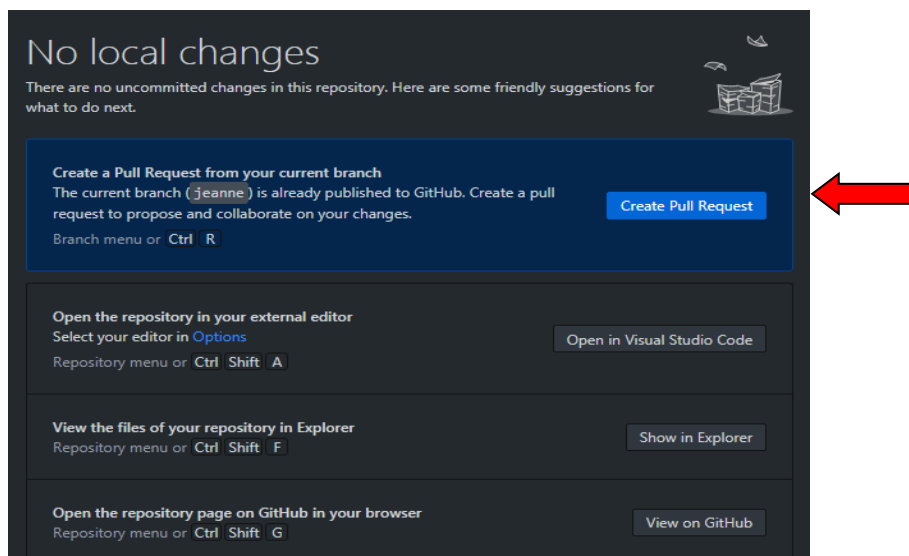 No local changes
There are no uncommitted changes in this repository. Here are some friendly suggestions for
what to do next.
Create a Pull Request from your current branch
The current branch ( jeanne ) is already published to GitHub. Create a pull
request to propose and collaborate on your changes.
Create Pull Request
Branch menu or Ctrl R
Open the repository in your external editor
Select your editor in Options
Open in Visual Studio Code
Repository menu or Ctrl Shift A
View the files of your repository in Explorer
Show in Explorer
Repository menu or Ctrl Shift F
Open the repository page on GitHub in your browser
View on GitHub
Repository menu or Ctrl Shift G